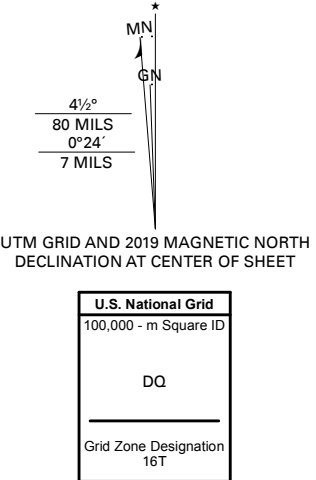 MN
GN
4½°
80 MILS
0°24´
7 MILS
UTM GRID AND 2019 MAGNETIC NORTH
DECLINATION AT CENTER OF SHEET
U.S. National Grid
100,000 - m Square ID
DQ
Grid Zone Designation
16T